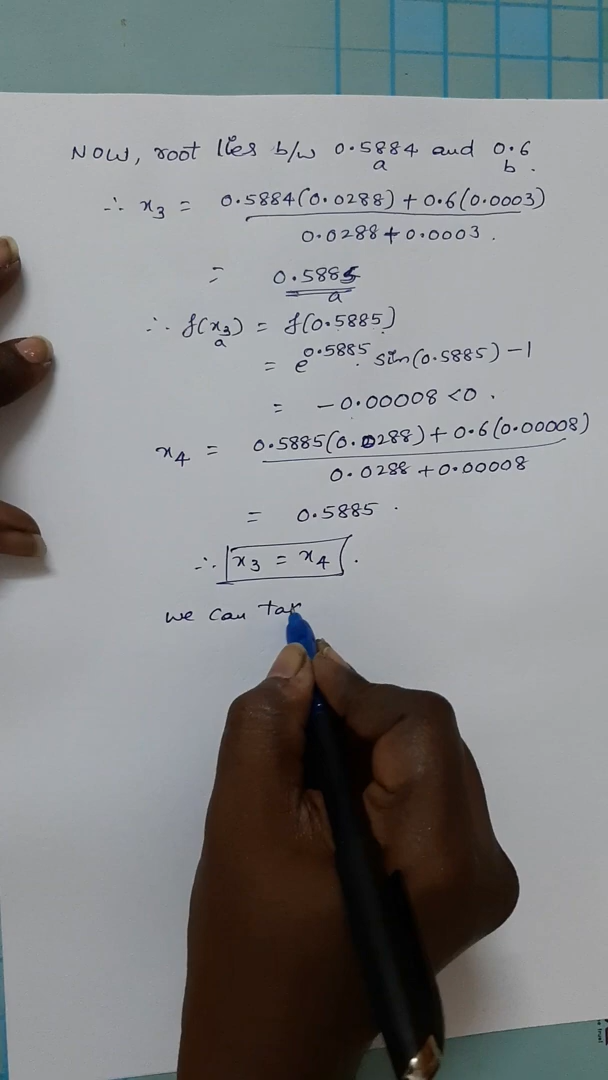 NOW, root lies b/w 0.5884 and 0.6
a b.
∴ x₃ = 0.5884(0.0288) + 0.6(0.0003)
0.0288 + 0.0003.
= 0.5885
a
∴ f(x₃) = f(0.5885)
a
= e^0.5885 . sin(0.5885) - 1
= -0.00008 < 0.
x₄ = 0.5885(0.0288) + 0.6(0.00008)
0.0288 + 0.00008
= 0.5885.
∴ x₃ = x₄.
we can